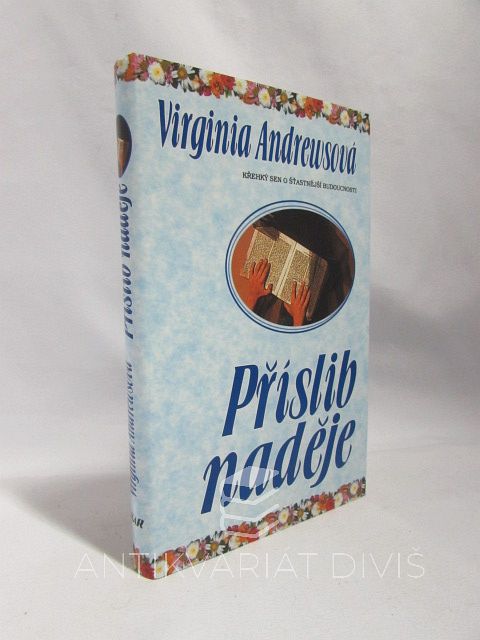 Virginia Andrewsová
KŘEHKÝ SEN O ŠŤASTNĚJŠÍ BUDOUCNOSTI
Příslib
naděje
Virginia Andrewsová Příslib naděje
ANTIKVARIÁT DIVIŠ